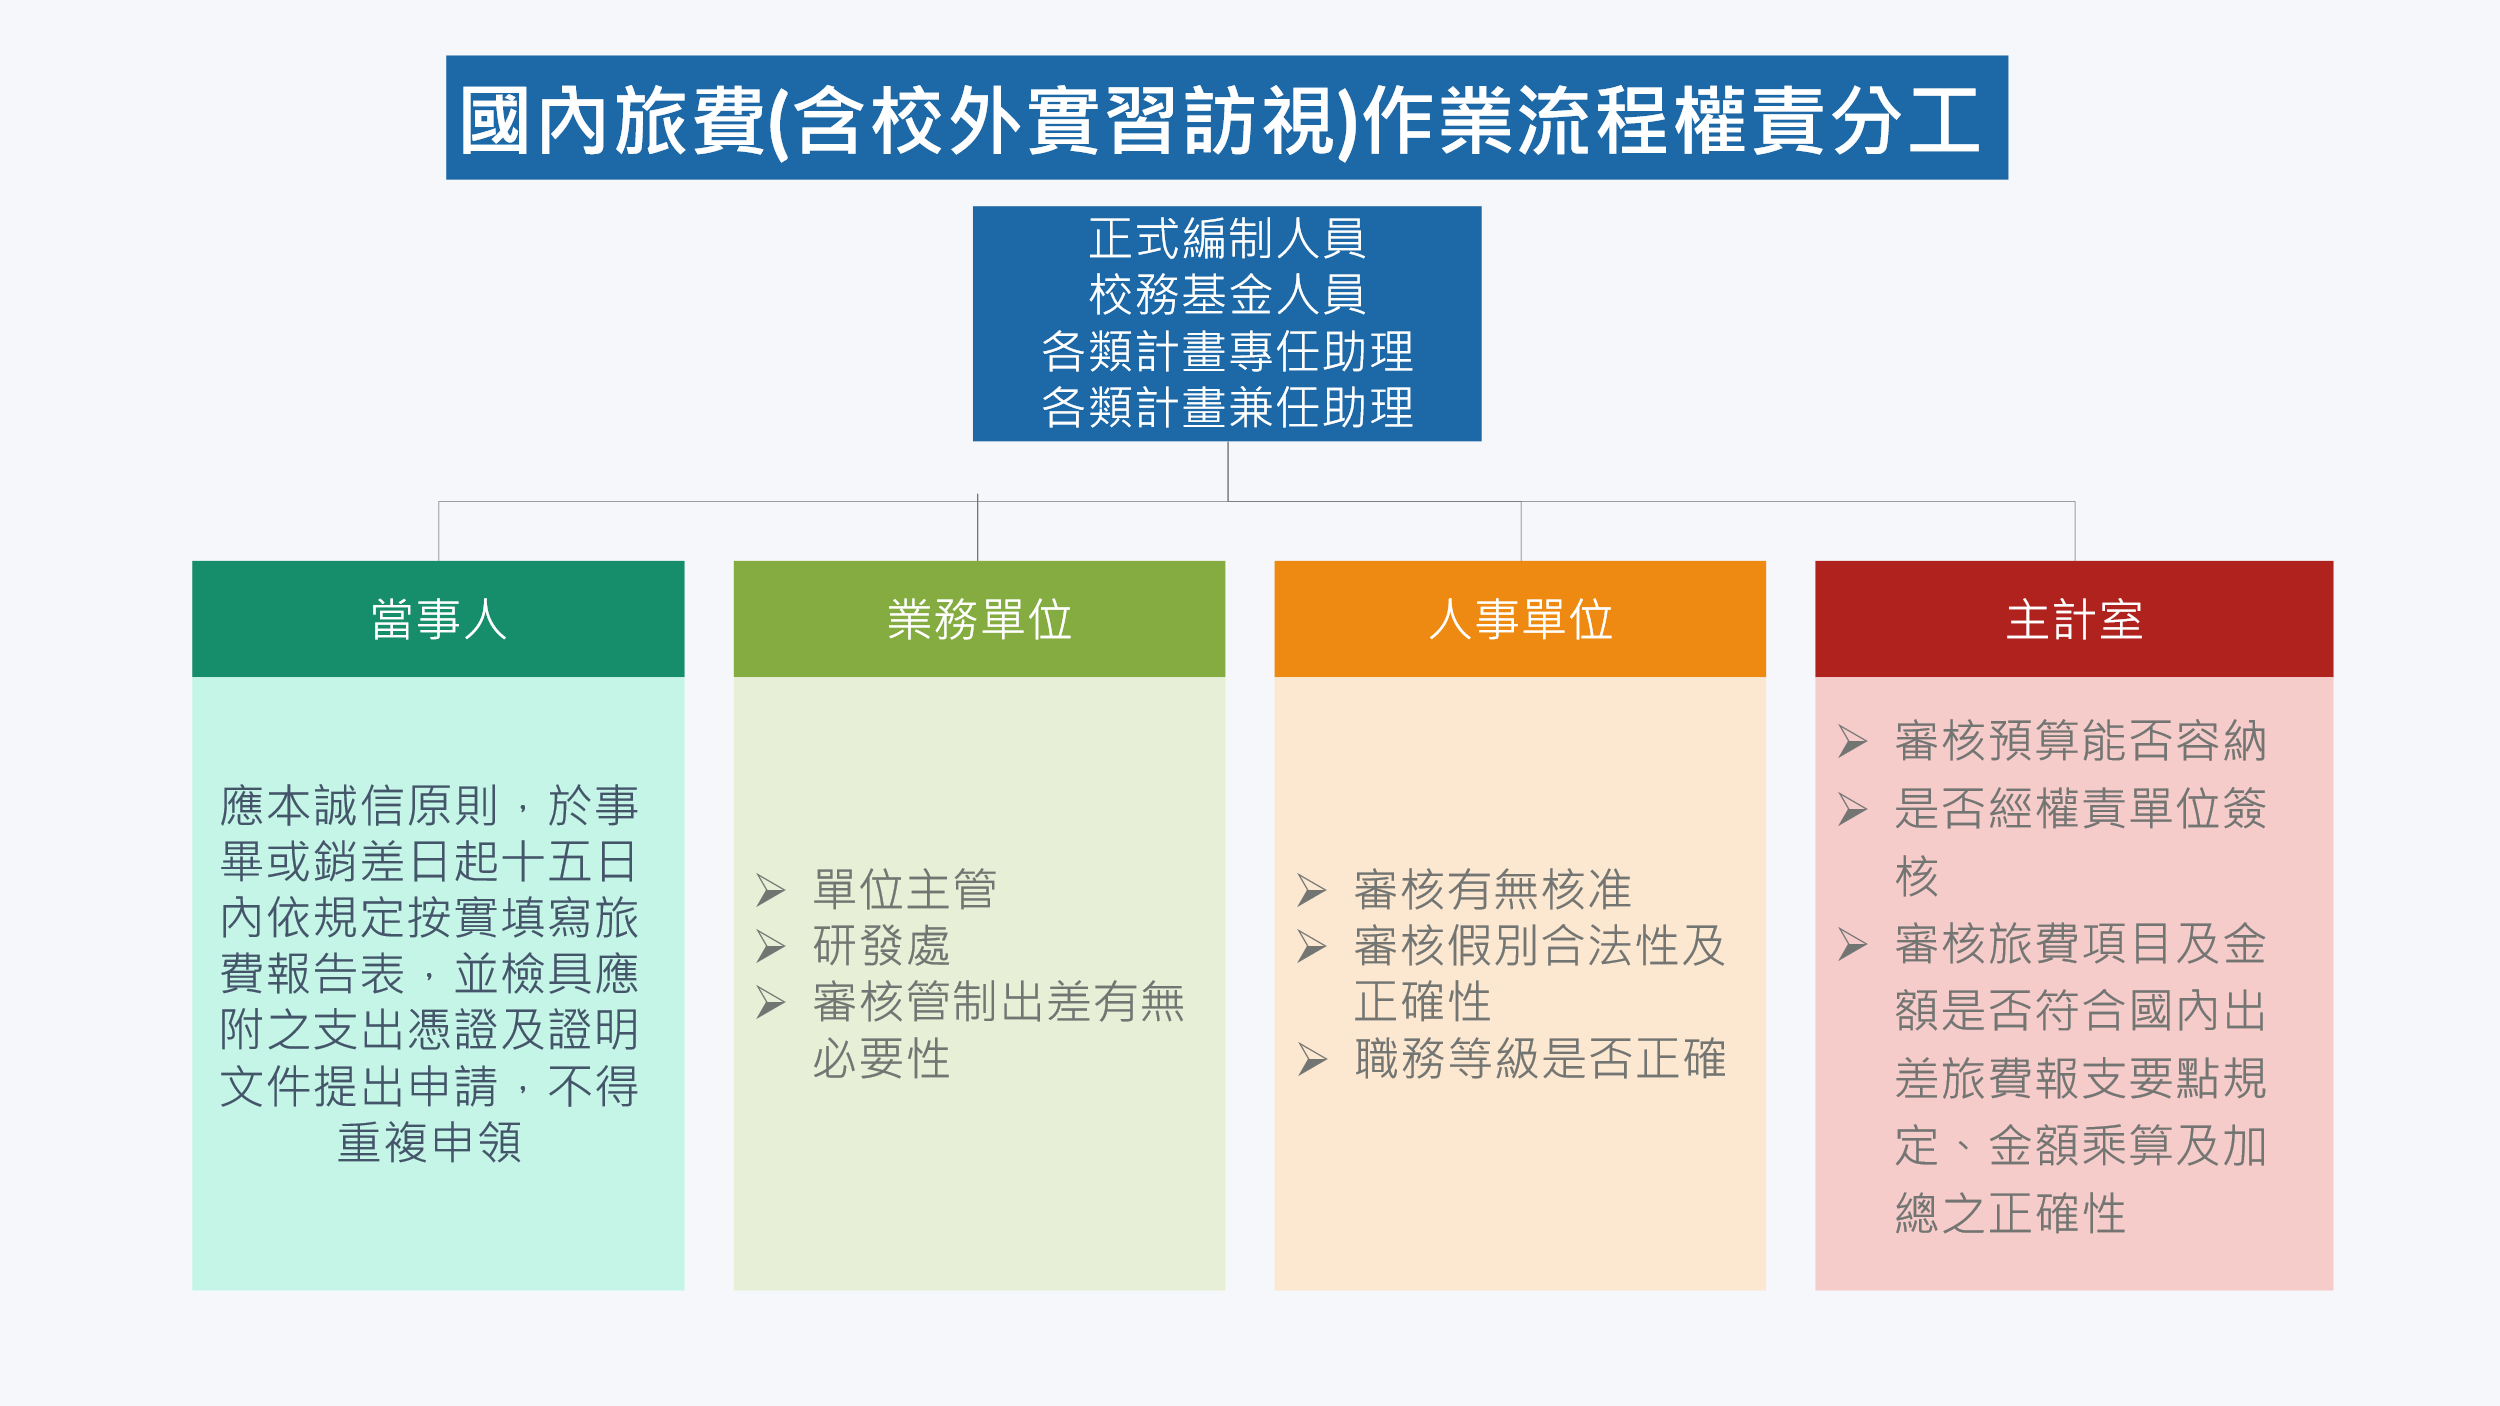 國內旅費(含校外實習訪視)作業流程權責分工
正式編制人員
校務基金人員
各類計畫專任助理
各類計畫兼任助理
當事人
應本誠信原則，於事
畢或銷差日起十五日
內依規定按實填寫旅
費報告表，並檢具應
附之支出憑證及證明
文件提出申請，不得
重複申領
業務單位
➢ 單位主管
➢ 研發處
➢ 審核管制出差有無
必要性
人事單位
➢ 審核有無核准
➢ 審核假別合法性及
正確性
➢ 職務等級是否正確
主計室
➢ 審核預算能否容納
➢ 是否經權責單位簽
核
➢ 審核旅費項目及金
額是否符合國內出
差旅費報支要點規
定、金額乘算及加
總之正確性